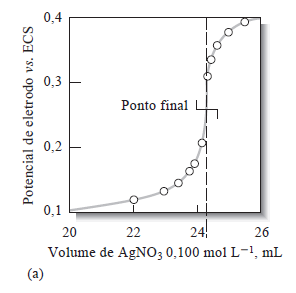 Potencial de eletrodo vs. ECS
0,4
0,3
0,2
0,1
Ponto final
20 22 24 26
Volume de AgNO₃ 0,100 mol L⁻¹, mL
(a)